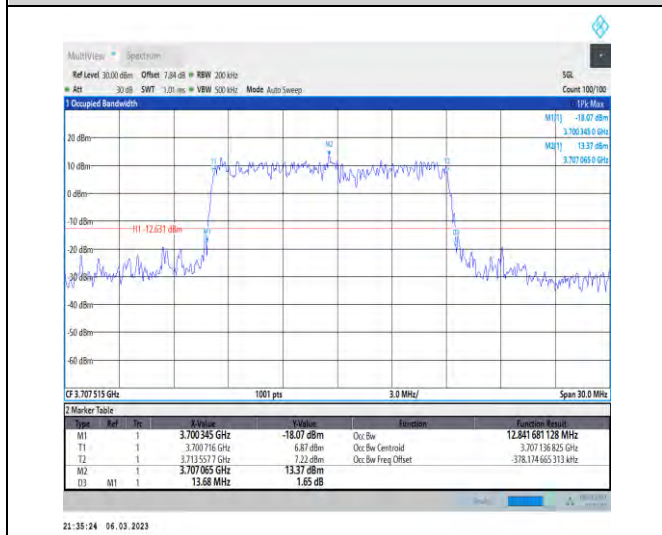 MultiView Spectrum
Ref Level 30.00 dBm Offset 7.84 dB RBW 200 kHz SGL
Att 30 dB SWT 1.01 ms VBW 500 kHz Mode Auto Sweep Count 100/100
1 Occupied Bandwidth 1Pk Max
M1[1] -18.07 dBm
3.700 345 0 GHz
M2[1] 13.37 dBm
3.707 065 0 GHz
20 dBm
M2
T1
T2
10 dBm
0 dBm
-10 dBm
H1 -12.631 dBm
M1
D3
-20 dBm
-30 dBm
-40 dBm
-50 dBm
-60 dBm
CF 3.707 515 GHz 1001 pts 3.0 MHz/ Span 30.0 MHz
2 Marker Table
Type Ref Trc X-Value Y-Value Function Function Result
M1 1 3.700 345 GHz -18.07 dBm Occ Bw 12.841 681 128 MHz
T1 1 3.700 716 GHz 6.87 dBm Occ Bw Centroid 3.707 136 825 GHz
T2 1 3.713 557 7 GHz 7.22 dBm Occ Bw Freq Offset -378.174 665 313 kHz
M2 1 3.707 065 GHz 13.37 dBm
D3 M1 1 13.68 MHz 1.65 dB
21:35:24 06.03.2023